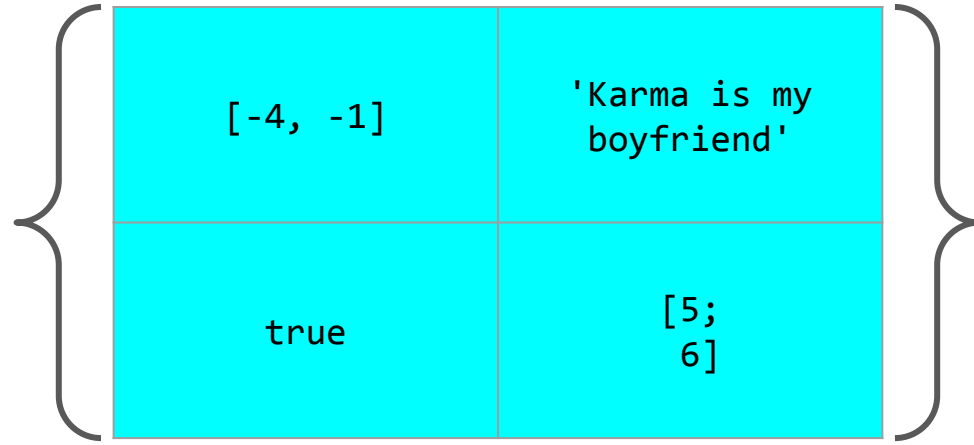 [-4, -1]
'Karma is my
boyfriend'
true
[5;
6]